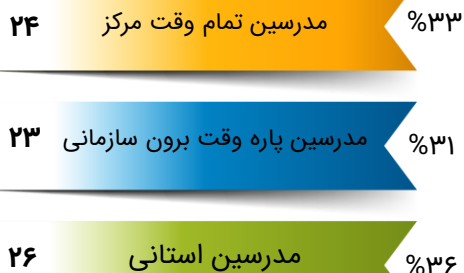 %۳۳ مدرسین تمام وقت مرکز ۲۴
%۳۱ مدرسین پاره وقت برون سازمانی ۲۳
%۳۶ مدرسین استانی ۲۶